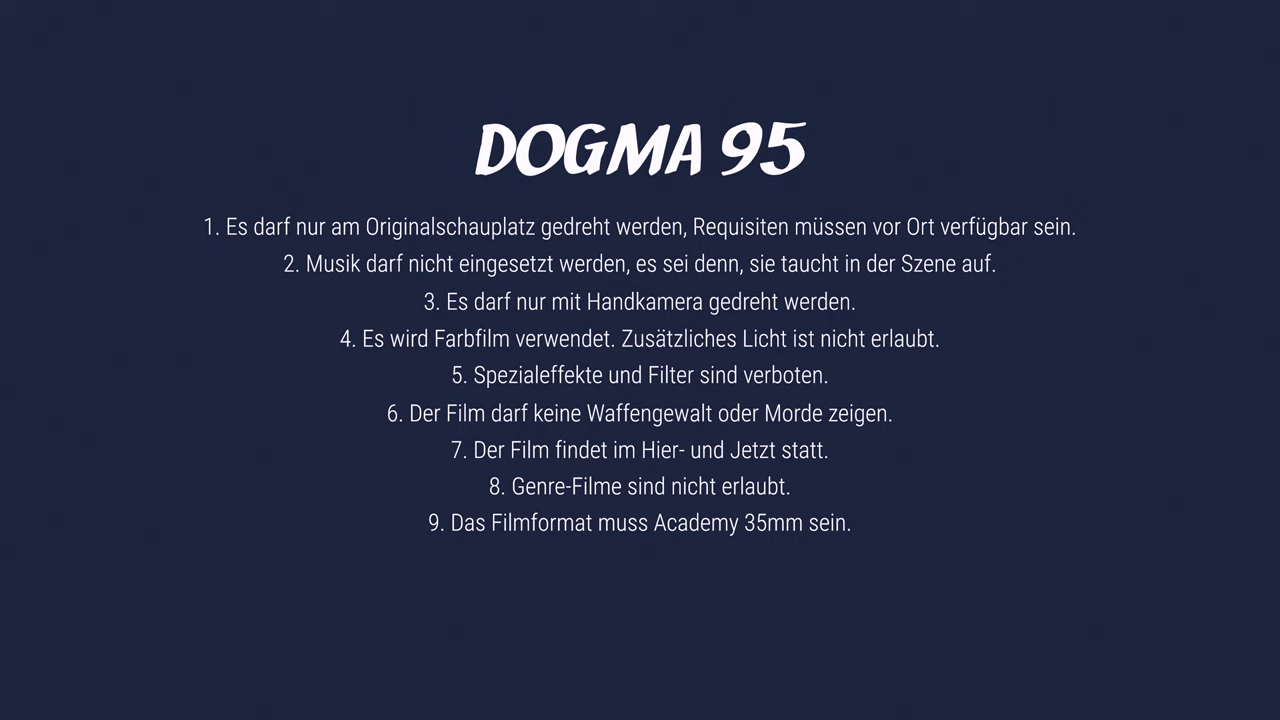 DOGMA 95
1. Es darf nur am Originalschauplatz gedreht werden, Requisiten müssen vor Ort verfügbar sein.
2. Musik darf nicht eingesetzt werden, es sei denn, sie taucht in der Szene auf.
3. Es darf nur mit Handkamera gedreht werden.
4. Es wird Farbfilm verwendet. Zusätzliches Licht ist nicht erlaubt.
5. Spezialeffekte und Filter sind verboten.
6. Der Film darf keine Waffengewalt oder Morde zeigen.
7. Der Film findet im Hier- und Jetzt statt.
8. Genre-Filme sind nicht erlaubt.
9. Das Filmformat muss Academy 35mm sein.